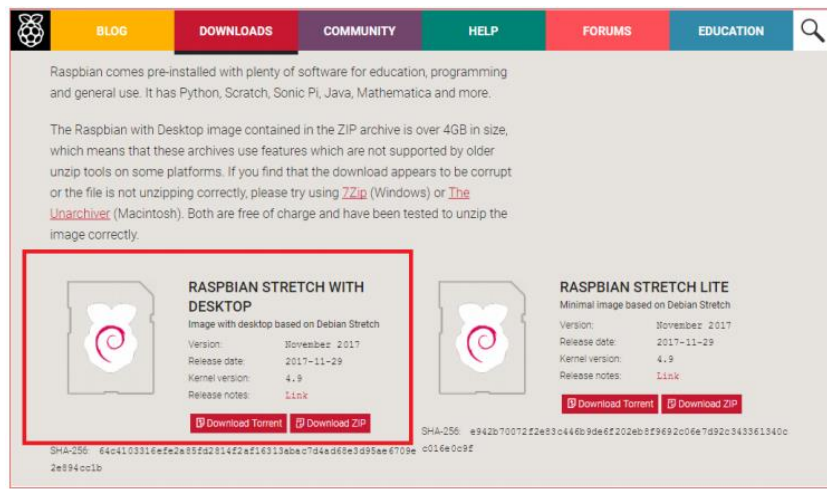 BLOG DOWNLOADS COMMUNITY HELP FORUMS EDUCATION
Raspbian comes pre-installed with plenty of software for education, programming
and general use. It has Python, Scratch, Sonic Pi, Java, Mathematica and more.
The Raspbian with Desktop image contained in the ZIP archive is over 4GB in size,
which means that these archives use features which are not supported by older
unzip tools on some platforms. If you find that the download appears to be corrupt
or the file is not unzipping correctly, please try using 7Zip (Windows) or The
Unarchiver (Macintosh). Both are free of charge and have been tested to unzip the
image correctly.
RASPBIAN STRETCH WITH
DESKTOP
Image with desktop based on Debian Stretch
Version: November 2017
Release date: 2017-11-29
Kernel version: 4.9
Release notes: Link
Download Torrent Download ZIP
SHA-256: 64c4103316efe2a85fd2814f2af16313abac7d4ad68e3d95ae6709e
2e894cc1b
RASPBIAN STRETCH LITE
Minimal image based on Debian Stretch
Version: November 2017
Release date: 2017-11-29
Kernel version: 4.9
Release notes: Link
Download Torrent Download ZIP
SHA-256: e942b70072f2e83c446b9de6f202eb8f9692c06e7d92c343361340c
c016e0c9f